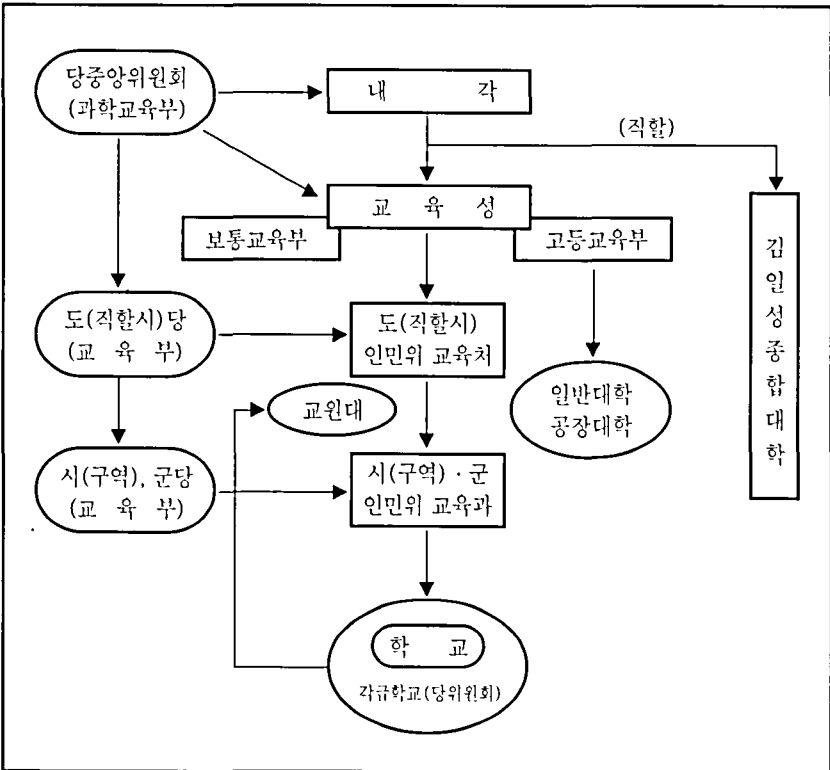 당중앙위원회
(과학교육부)
내 각
(직할)
교 육 성
보통교육부
고등교육부
김일성종합대학
도(직할시)당
(교 육 부)
도(직할시)
인민위 교육처
교원대
일반대학
공장대학
시(구역), 군당
(교 육 부)
시(구역)·군
인민위 교육과
학 교
각급학교(당위원회)